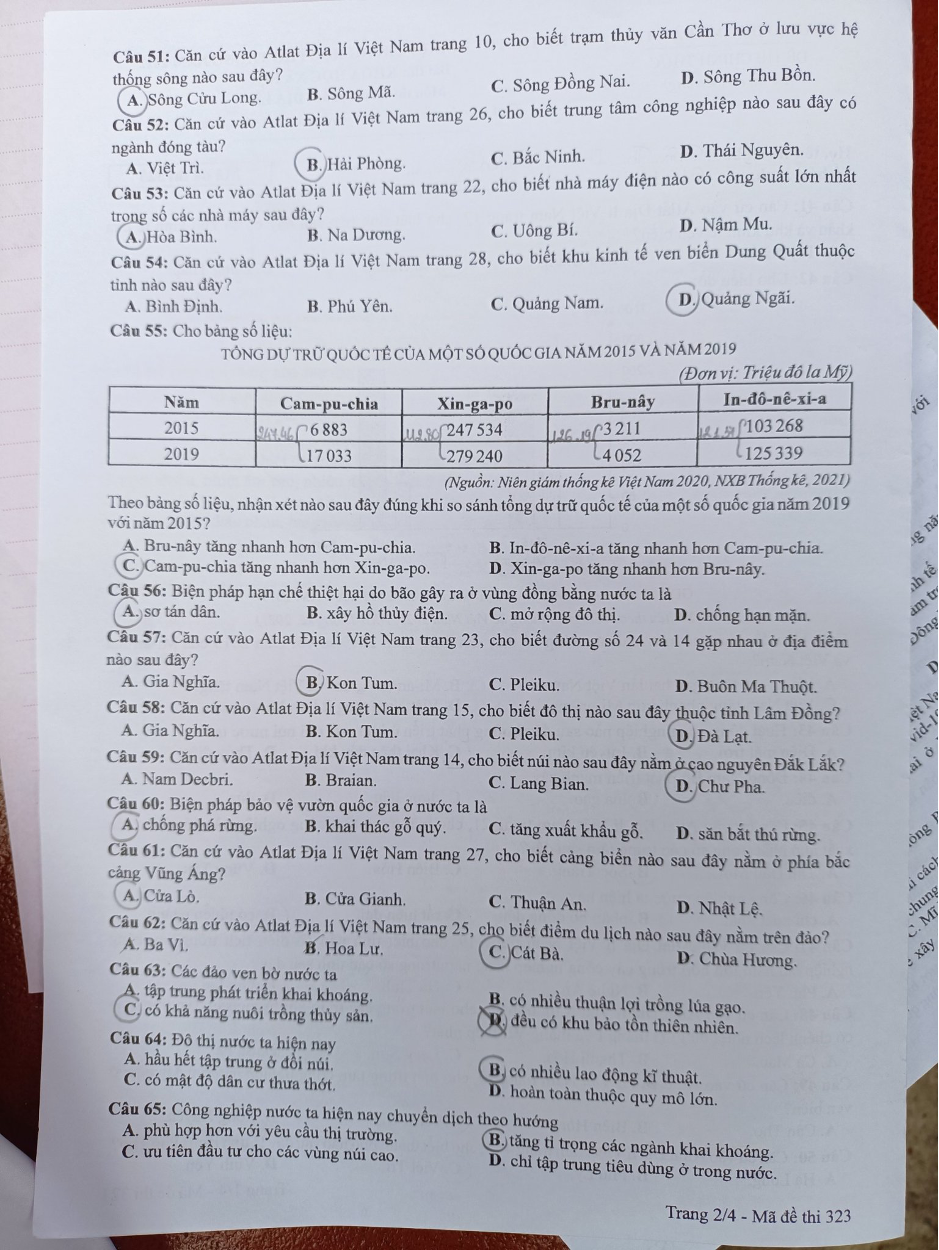 Câu 51: Căn cứ vào Atlat Địa lí Việt Nam trang 10, cho biết trạm thủy văn Cần Thơ ở lưu vực hệ
thống sông nào sau đây?
A. Sông Cửu Long. B. Sông Mã. C. Sông Đồng Nai. D. Sông Thu Bồn.
Câu 52: Căn cứ vào Atlat Địa lí Việt Nam trang 26, cho biết trung tâm công nghiệp nào sau đây có
ngành đóng tàu?
A. Việt Trì. B. Hải Phòng. C. Bắc Ninh. D. Thái Nguyên.
Câu 53: Căn cứ vào Atlat Địa lí Việt Nam trang 22, cho biết nhà máy điện nào có công suất lớn nhất
trong số các nhà máy sau đây?
A. Hòa Bình. B. Na Dương. C. Uông Bí. D. Nậm Mu.
Câu 54: Căn cứ vào Atlat Địa lí Việt Nam trang 28, cho biết khu kinh tế ven biển Dung Quất thuộc
tỉnh nào sau đây?
A. Bình Định. B. Phú Yên. C. Quảng Nam. D. Quảng Ngãi.
Câu 55: Cho bảng số liệu:
TỔNG DỰ TRỮ QUỐC TẾ CỦA MỘT SỐ QUỐC GIA NĂM 2015 VÀ NĂM 2019
(Đơn vị: Triệu đô la Mỹ)
Năm Cam-pu-chia Xin-ga-po Bru-nây In-đô-nê-xi-a
2015 6 883 247 534 3 211 103 268
2019 17 033 279 240 4 052 125 339
(Nguồn: Niên giám thống kê Việt Nam 2020, NXB Thống kê, 2021)
Theo bảng số liệu, nhận xét nào sau đây đúng khi so sánh tổng dự trữ quốc tế của một số quốc gia năm 2019
với năm 2015?
A. Bru-nây tăng nhanh hơn Cam-pu-chia. B. In-đô-nê-xi-a tăng nhanh hơn Cam-pu-chia.
C. Cam-pu-chia tăng nhanh hơn Xin-ga-po. D. Xin-ga-po tăng nhanh hơn Bru-nây.
Câu 56: Biện pháp hạn chế thiệt hại do bão gây ra ở vùng đồng bằng nước ta là
A. sơ tán dân. B. xây hồ thủy điện. C. mở rộng đô thị. D. chống hạn mặn.
Câu 57: Căn cứ vào Atlat Địa lí Việt Nam trang 23, cho biết đường số 24 và 14 gặp nhau ở địa điểm
nào sau đây?
A. Gia Nghĩa. B. Kon Tum. C. Pleiku. D. Buôn Ma Thuột.
Câu 58: Căn cứ vào Atlat Địa lí Việt Nam trang 15, cho biết đô thị nào sau đây thuộc tỉnh Lâm Đồng?
A. Gia Nghĩa. B. Kon Tum. C. Pleiku. D. Đà Lạt.
Câu 59: Căn cứ vào Atlat Địa lí Việt Nam trang 14, cho biết núi nào sau đây nằm ở cao nguyên Đắk Lắk?
A. Nam Decbri. B. Braian. C. Lang Bian. D. Chư Pha.
Câu 60: Biện pháp bảo vệ vườn quốc gia ở nước ta là
A. chống phá rừng. B. khai thác gỗ quý. C. tăng xuất khẩu gỗ. D. săn bắt thú rừng.
Câu 61: Căn cứ vào Atlat Địa lí Việt Nam trang 27, cho biết cảng biển nào sau đây nằm ở phía bắc
cảng Vũng Áng?
A. Cửa Lò. B. Cửa Gianh. C. Thuận An. D. Nhật Lệ.
Câu 62: Căn cứ vào Atlat Địa lí Việt Nam trang 25, cho biết điểm du lịch nào sau đây nằm trên đảo?
A. Ba Vì. B. Hoa Lư. C. Cát Bà. D. Chùa Hương.
Câu 63: Các đảo ven bờ nước ta
A. tập trung phát triển khai khoáng. B. có nhiều thuận lợi trồng lúa gạo.
C. có khả năng nuôi trồng thủy sản. D. đều có khu bảo tồn thiên nhiên.
Câu 64: Đô thị nước ta hiện nay
A. hầu hết tập trung ở đồi núi. B. có nhiều lao động kĩ thuật.
C. có mật độ dân cư thưa thớt. D. hoàn toàn thuộc quy mô lớn.
Câu 65: Công nghiệp nước ta hiện nay chuyển dịch theo hướng
A. phù hợp hơn với yêu cầu thị trường. B. tăng tỉ trọng các ngành khai khoáng.
C. ưu tiên đầu tư cho các vùng núi cao. D. chỉ tập trung tiêu dùng ở trong nước.
Trang 2/4 - Mã đề thi 323